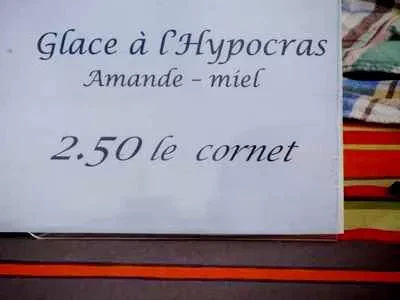 Glace à l'Hypocras
Amande – miel
2.50 le cornet